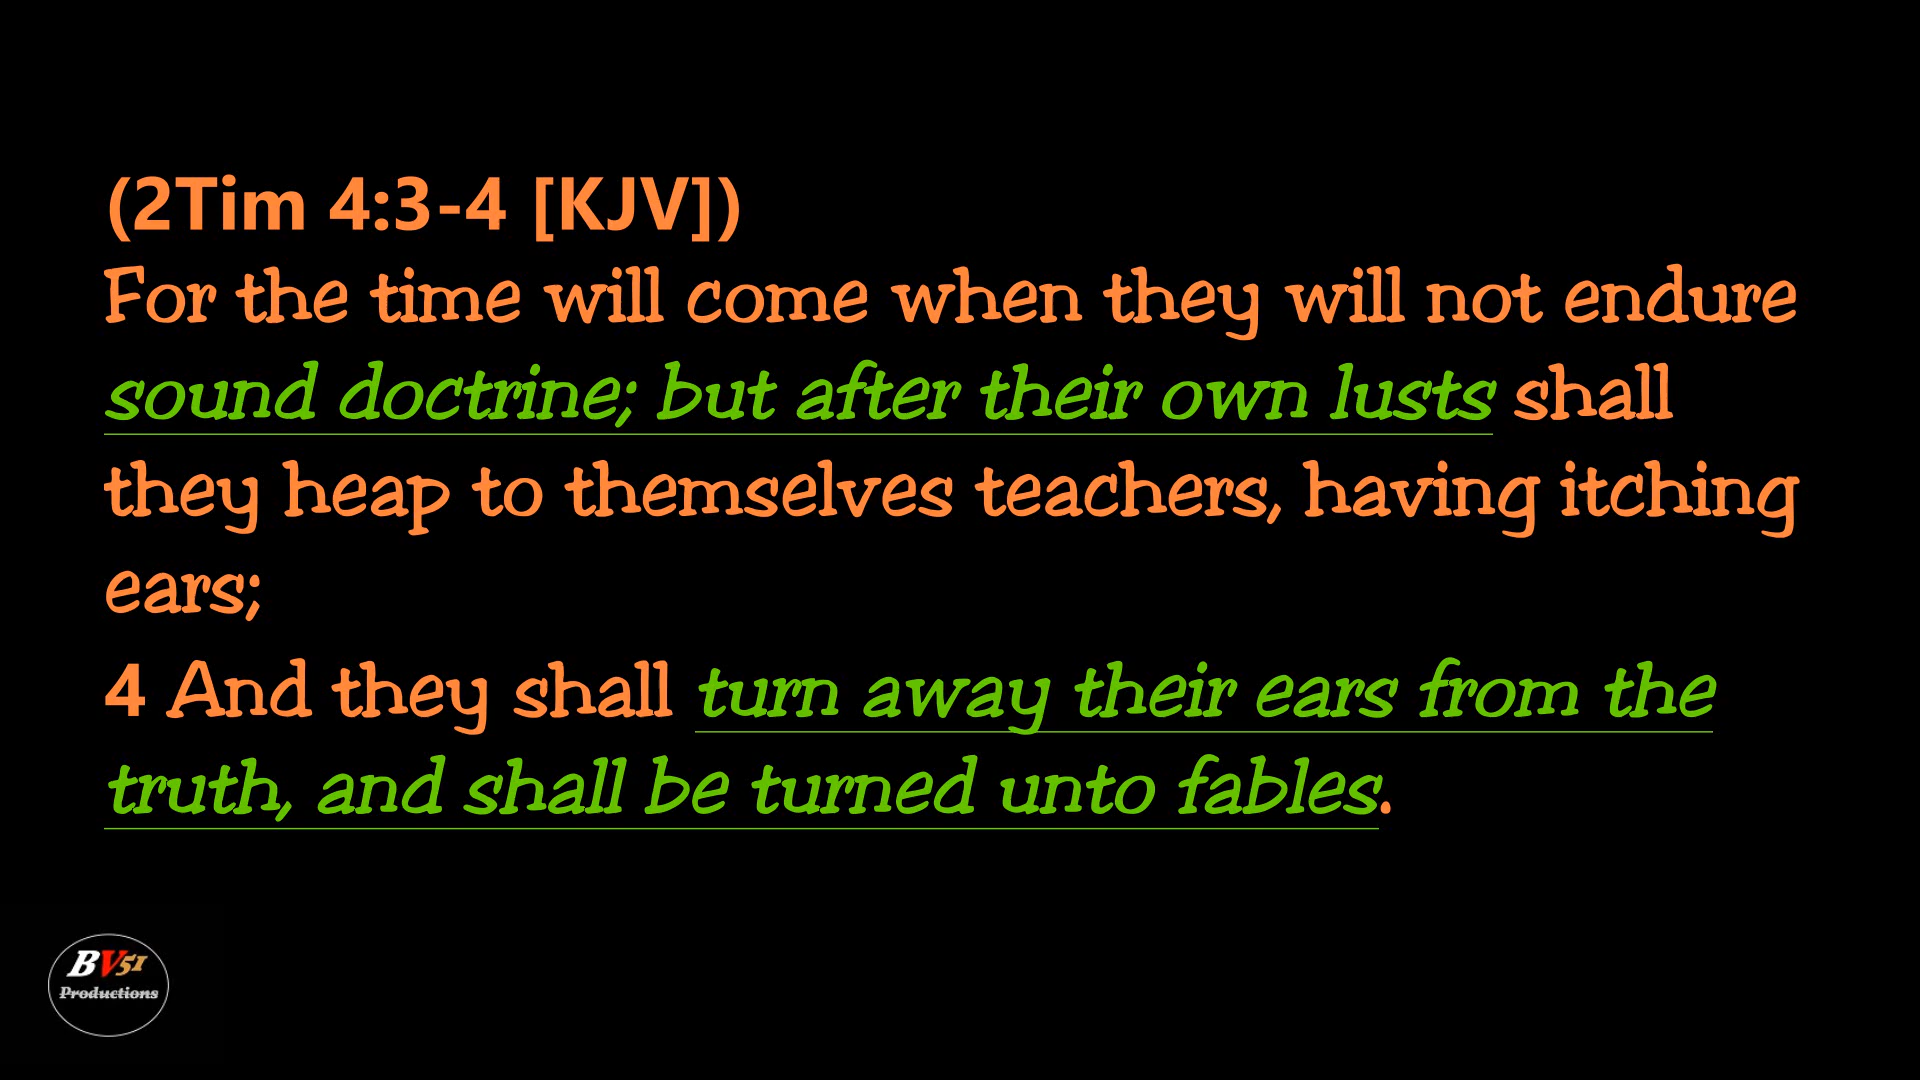 (2Tim 4:3-4 [KJV])
For the time will come when they will not endure
sound doctrine; but after their own lusts shall
they heap to themselves teachers, having itching
ears;
4 And they shall turn away their ears from the
truth, and shall be turned unto fables.
BV51
Productions